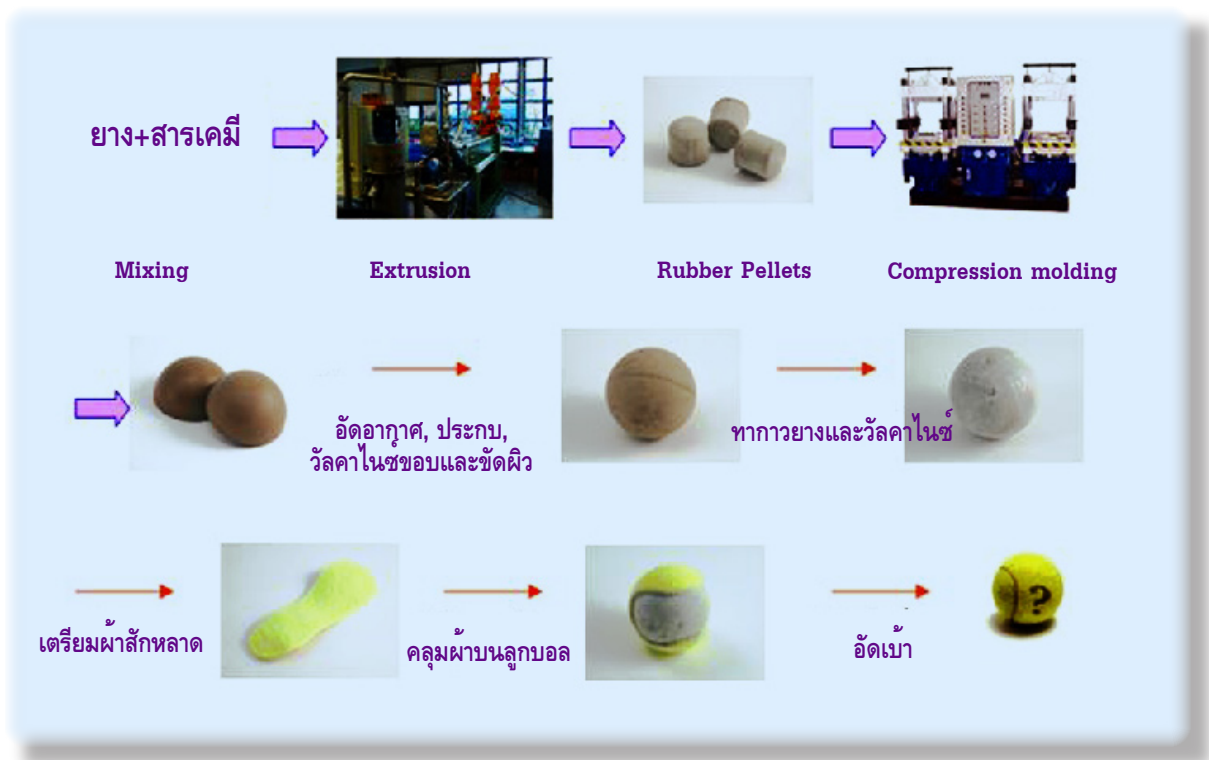 ยาง+สารเคมี
Mixing
Extrusion
Rubber Pellets
Compression molding
อัดอากาศ, ประกบ,
วัลคาไนซ์ขอบและขัดผิว
ทากาวยางและวัลคาไนซ์
เตรียมผ้าสักหลาด
คลุมผ้าบนลูกบอล
อัดเบ้า
?